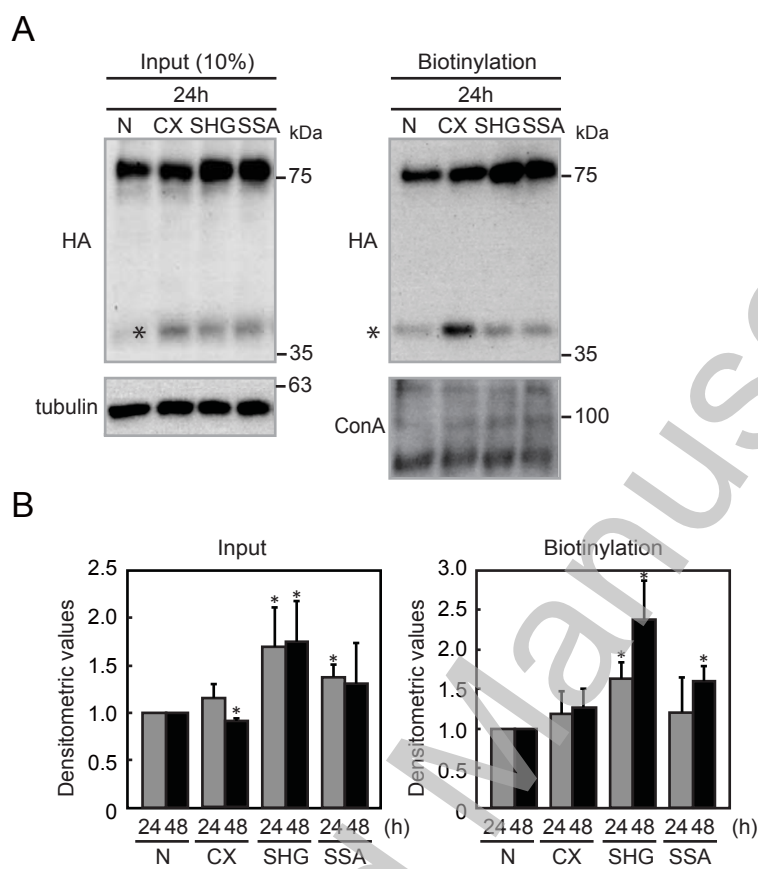 A
Input (10%) Biotinylation
24h 24h
N CX SHG SSA kDa N CX SHG SSA kDa
75 75
HA HA
* *
35 35
63
tubulin ConA 100
B
Input Biotinylation
Densitometric values Densitometric values
2.5 3.0
2.0 2.5
1.5 2.0
1.0 1.5
0.5 1.0
0 0.5
0
* * * * * * *
24 48 24 48 24 48 24 48 24 48 24 48 24 48 24 48 (h)
N CX SHG SSA N CX SHG SSA
d Manus